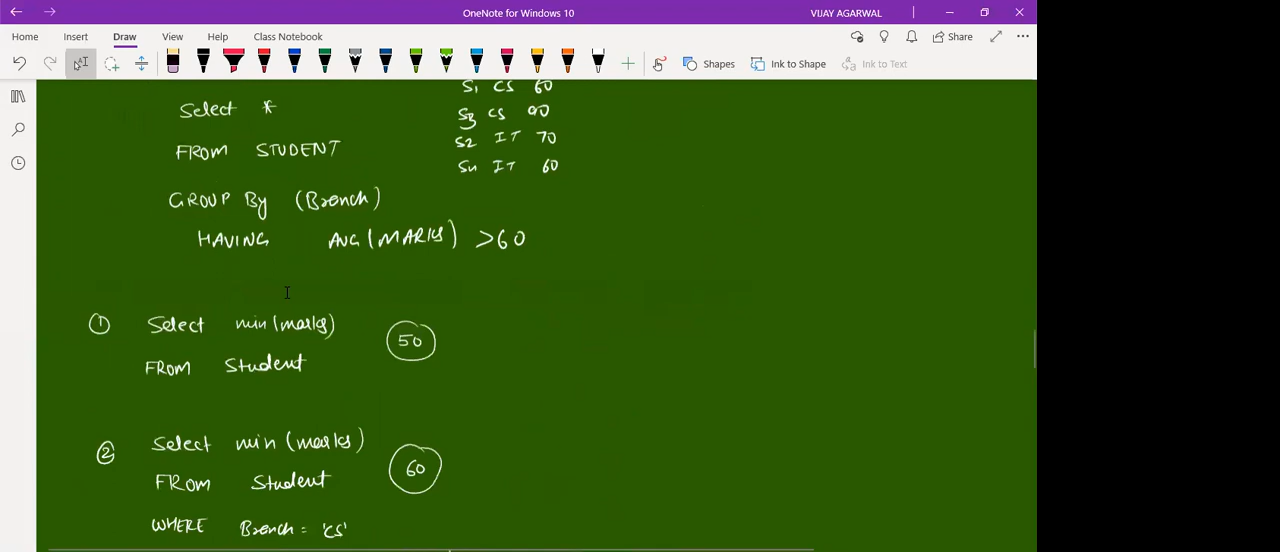 OneNote for Windows 10
VIJAY AGARWAL
Home Insert Draw View Help Class Notebook
Share
Shapes Ink to Shape Ink to Text
S1 CS 60
S3 CS 90
S2 IT 70
S4 IT 60
Select *
FROM STUDENT
GROUP By (Branch)
HAVING AVG (MARKS) >60
① Select min (marks)
FROM Student
50
② Select min (marks)
FROM Student
WHERE Branch = 'CS'
60